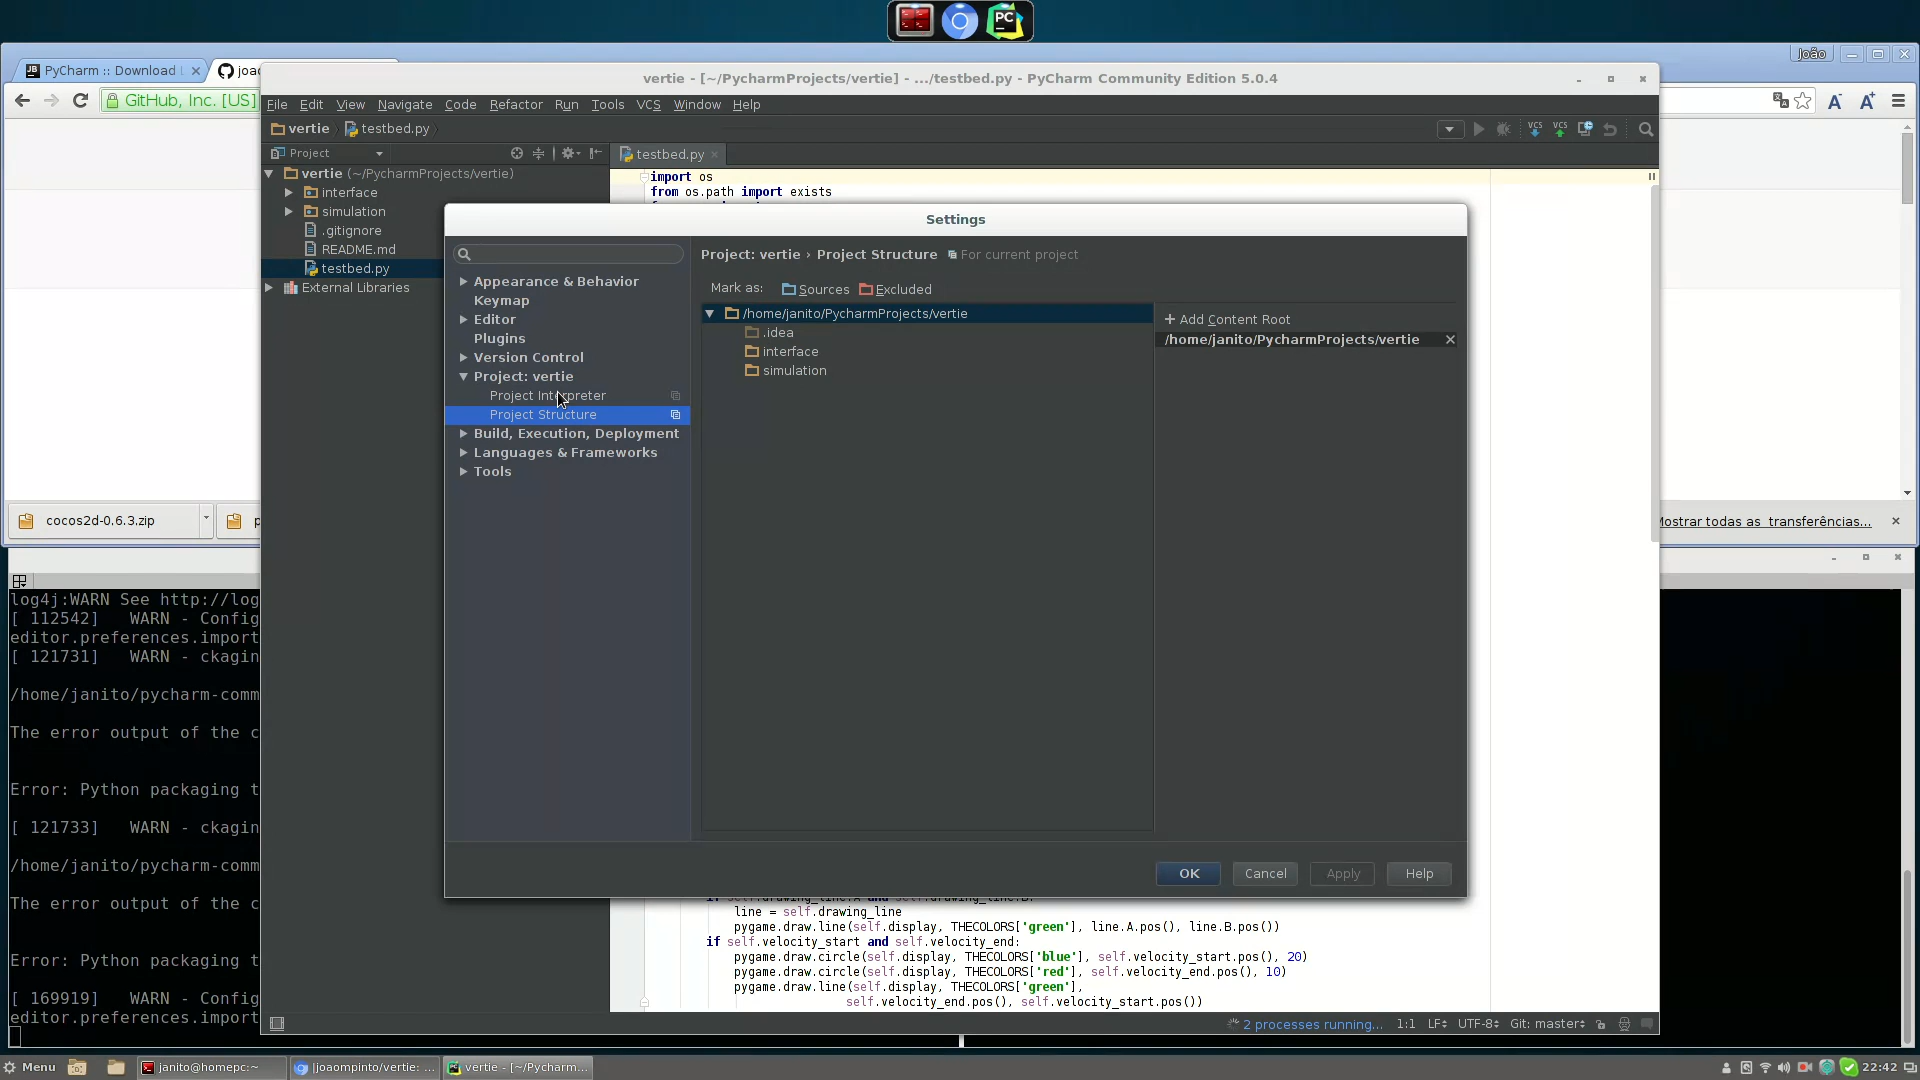 João
PyCharm :: Download
joao
vertie - [~/PycharmProjects/vertie] - .../testbed.py - PyCharm Community Edition 5.0.4
GitHub, Inc. [US]
File Edit View Navigate Code Refactor Run Tools VCS Window Help
vertie testbed.py
VCS VCS
Project
testbed.py
vertie (~/PycharmProjects/vertie)
interface
simulation
.gitignore
README.md
testbed.py
External Libraries
import os
from os.path import exists
Settings
Appearance & Behavior
Keymap
Editor
Plugins
Version Control
Project: vertie
Project Interpreter
Project Structure
Build, Execution, Deployment
Languages & Frameworks
Tools
Project: vertie › Project Structure For current project
Mark as: Sources Excluded
/home/janito/PycharmProjects/vertie
.idea
interface
simulation
+ Add Content Root
/home/janito/PycharmProjects/vertie
OK Cancel Apply Help
cocos2d-0.6.3.zip
p
Mostrar todas as transferências...
log4j:WARN See http://log
[ 112542] WARN - Config
editor.preferences.import
[ 121731] WARN - ckagin
/home/janito/pycharm-comm
The error output of the c
Error: Python packaging t
[ 121733] WARN - ckagin
/home/janito/pycharm-comm
The error output of the c
Error: Python packaging t
[ 169919] WARN - Config
editor.preferences.import
line = self.drawing_line
pygame.draw.line(self.display, THECOLORS['green'], line.A.pos(), line.B.pos())
if self.velocity_start and self.velocity_end:
pygame.draw.circle(self.display, THECOLORS['blue'], self.velocity_start.pos(), 20)
pygame.draw.circle(self.display, THECOLORS['red'], self.velocity_end.pos(), 10)
pygame.draw.line(self.display, THECOLORS['green'],
self.velocity_end.pos(), self.velocity_start.pos())
2 processes running... 1:1 LF÷ UTF-8÷ Git: master÷
Menu janito@homepc:~ joaompinto/vertie: ... vertie - [~/Pycharm... 22:42